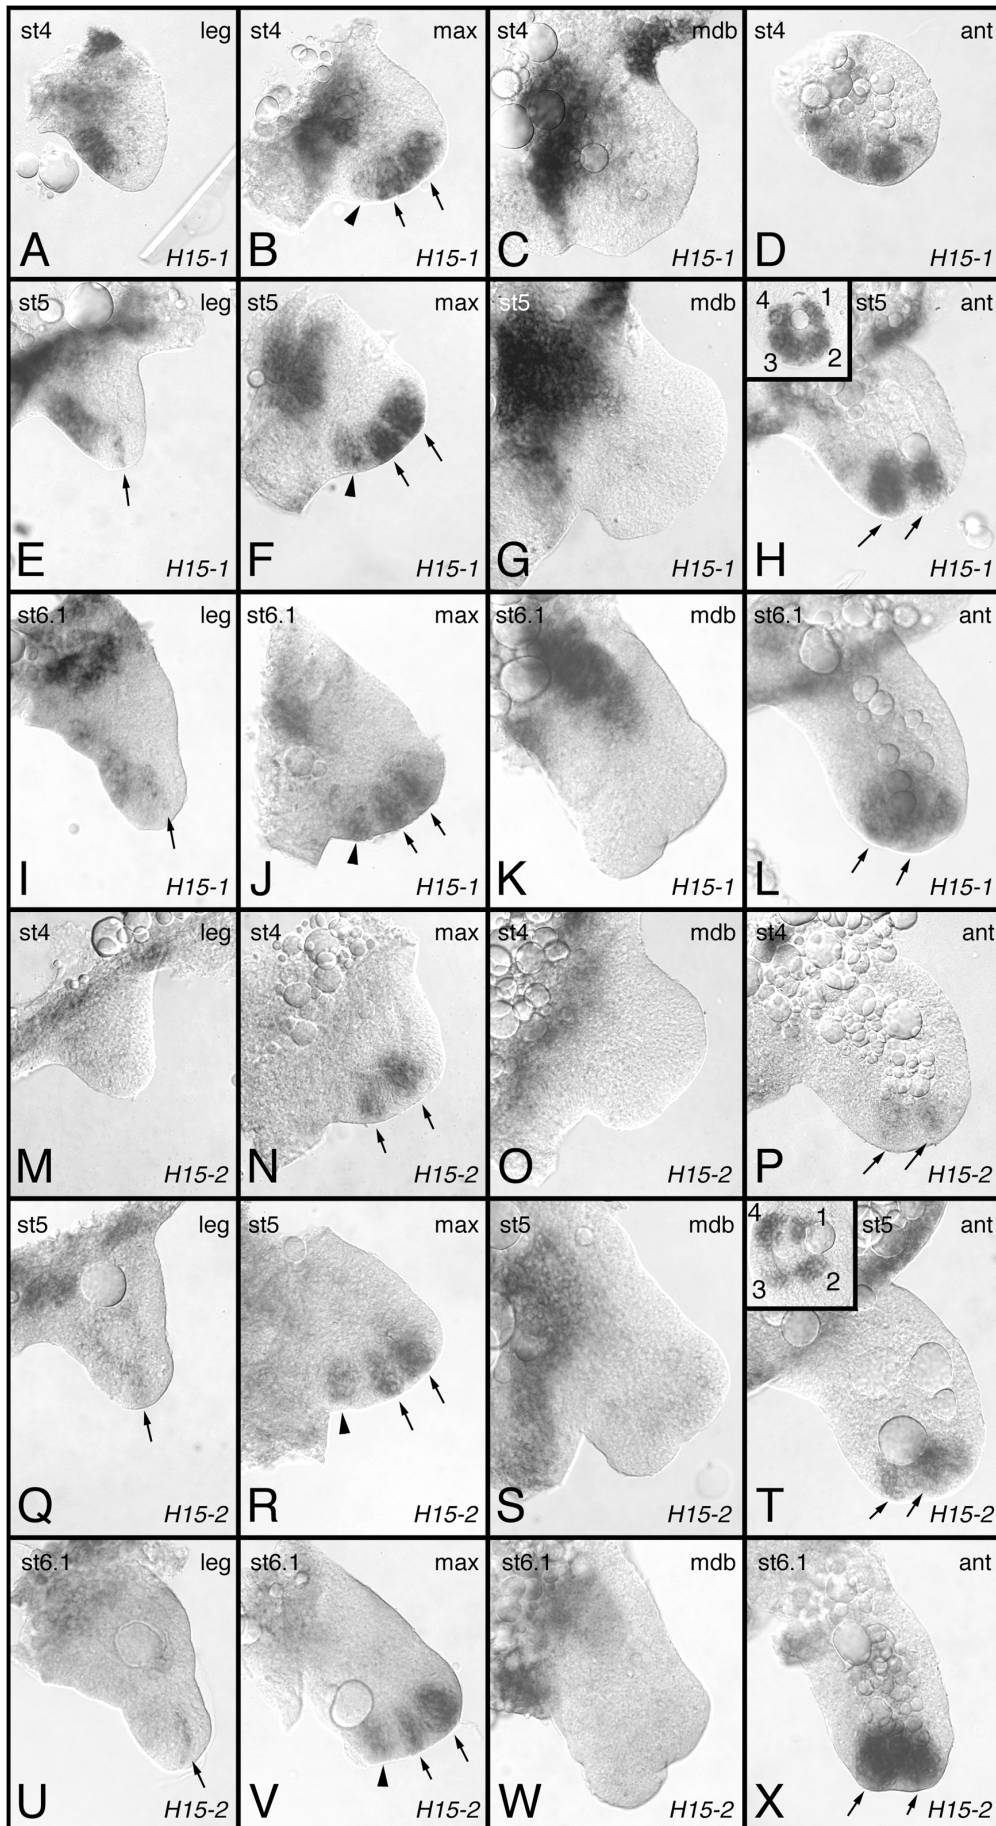 st4 leg
A H15-1
st4 max
B H15-1
st4 mdb
C H15-1
st4 ant
D H15-1
st5 leg
E H15-1
st5 max
F H15-1
st5 mdb
G H15-1
4 1 st5 ant
3 2
H H15-1
st6.1 leg
I H15-1
st6.1 max
J H15-1
st6.1 mdb
K H15-1
st6.1 ant
L H15-1
st4 leg
M H15-2
st4 max
N H15-2
st4 mdb
O H15-2
st4 ant
P H15-2
st5 leg
Q H15-2
st5 max
R H15-2
st5 mdb
S H15-2
4 1 st5 ant
3 2
T H15-2
st6.1 leg
U H15-2
st6.1 max
V H15-2
st6.1 mdb
W H15-2
st6.1 ant
X H15-2